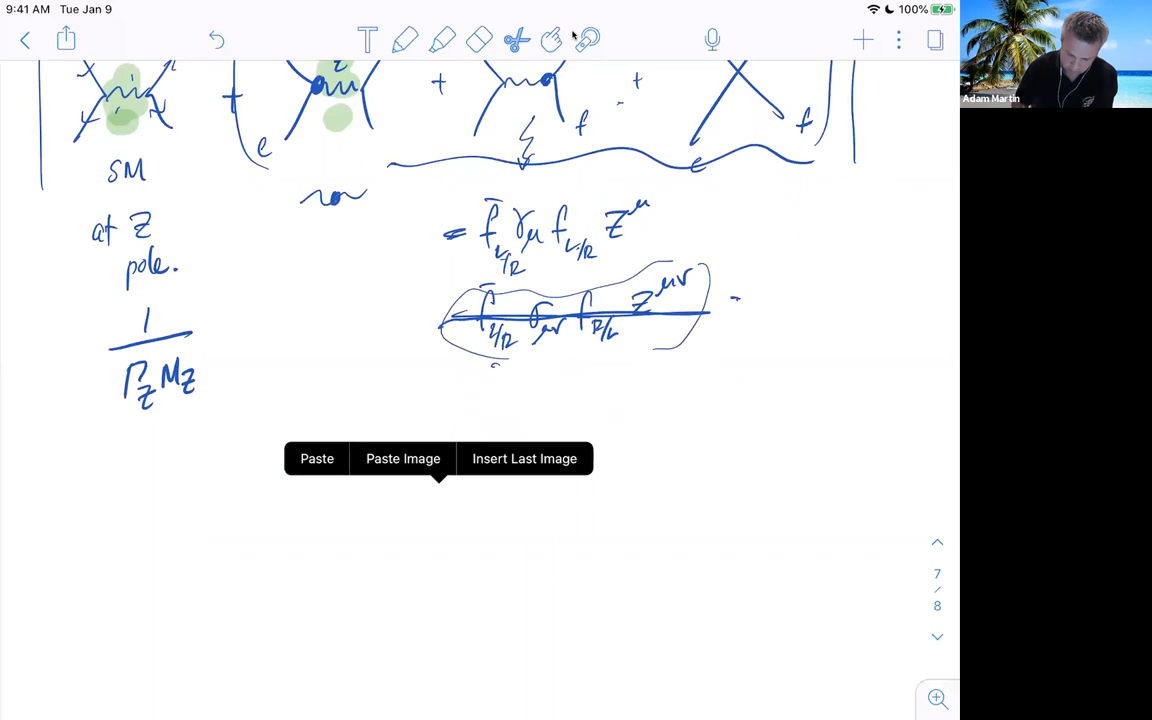 9:41 AM Tue Jan 9
100%
Adam Martin
+ + +
e f e f
SM
at Z
pole.
= f̄_{L/R} γ_μ f_{L/R} Z^μ
f̄_{L/R} σ_{μν} f_{R/L} Z^{μν}
1
Γ_Z M_Z
Paste Paste Image Insert Last Image
7
/
8